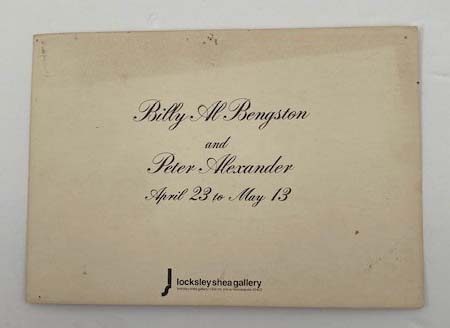 Billy Al Bengston
and
Peter Alexander
April 23 to May 13
locksley shea gallery